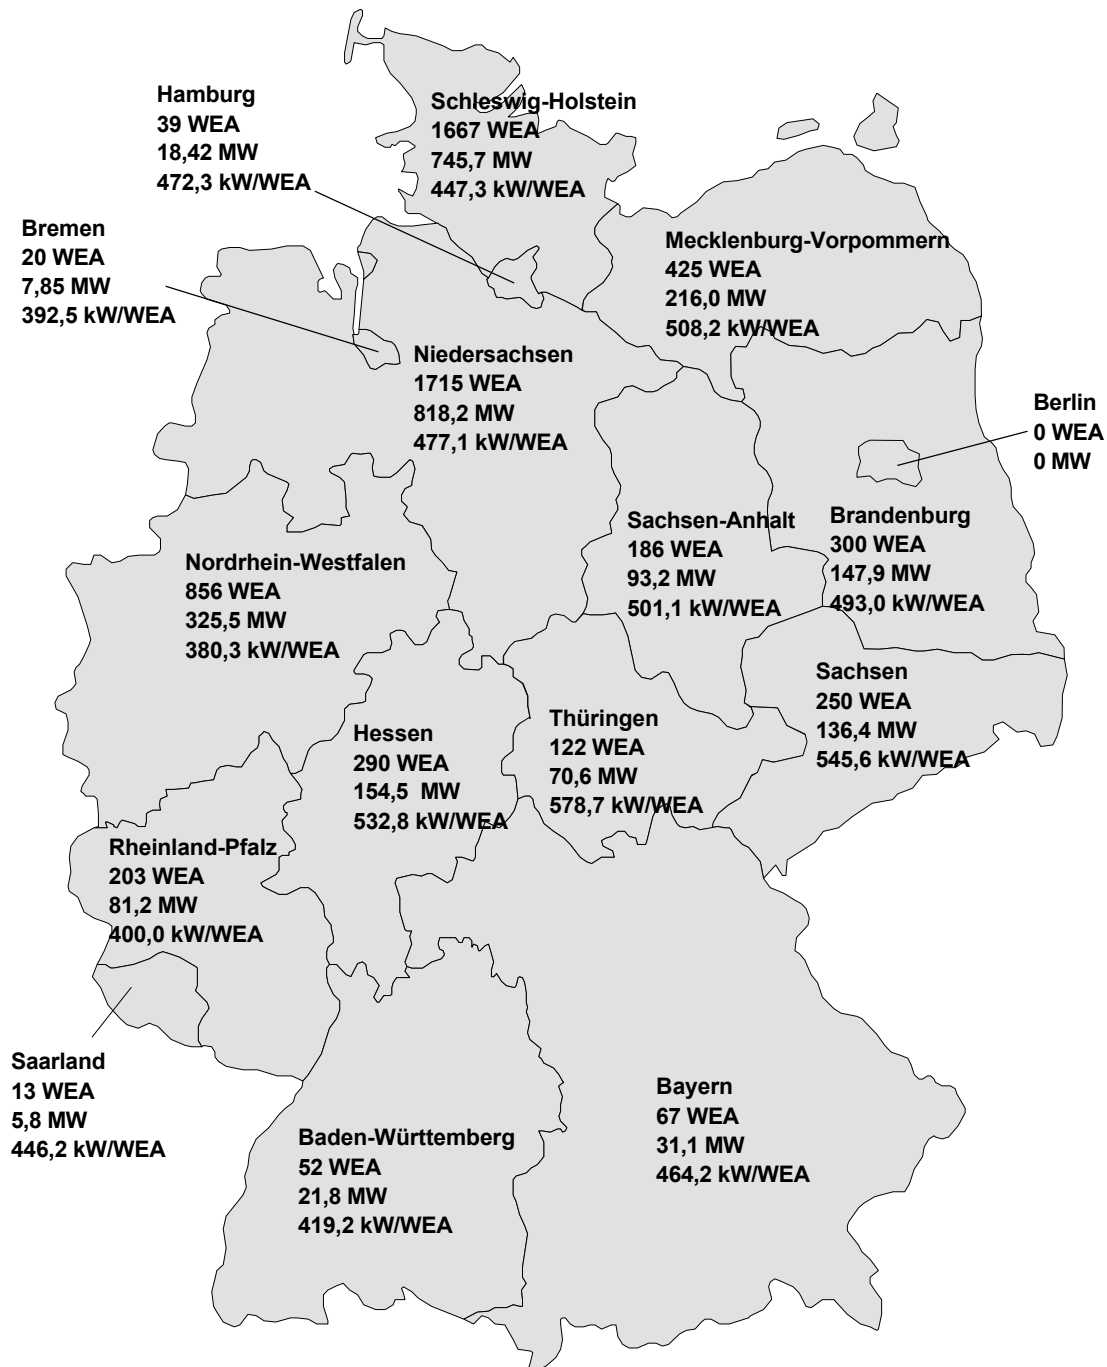 Hamburg
39 WEA
18,42 MW
472,3 kW/WEA
Schleswig-Holstein
1667 WEA
745,7 MW
447,3 kW/WEA
Bremen
20 WEA
7,85 MW
392,5 kW/WEA
Mecklenburg-Vorpommern
425 WEA
216,0 MW
508,2 kW/WEA
Niedersachsen
1715 WEA
818,2 MW
477,1 kW/WEA
Berlin
0 WEA
0 MW
Sachsen-Anhalt
186 WEA
93,2 MW
501,1 kW/WEA
Brandenburg
300 WEA
147,9 MW
493,0 kW/WEA
Nordrhein-Westfalen
856 WEA
325,5 MW
380,3 kW/WEA
Sachsen
250 WEA
136,4 MW
545,6 kW/WEA
Hessen
290 WEA
154,5 MW
532,8 kW/WEA
Thüringen
122 WEA
70,6 MW
578,7 kW/WEA
Rheinland-Pfalz
203 WEA
81,2 MW
400,0 kW/WEA
Saarland
13 WEA
5,8 MW
446,2 kW/WEA
Baden-Württemberg
52 WEA
21,8 MW
419,2 kW/WEA
Bayern
67 WEA
31,1 MW
464,2 kW/WEA